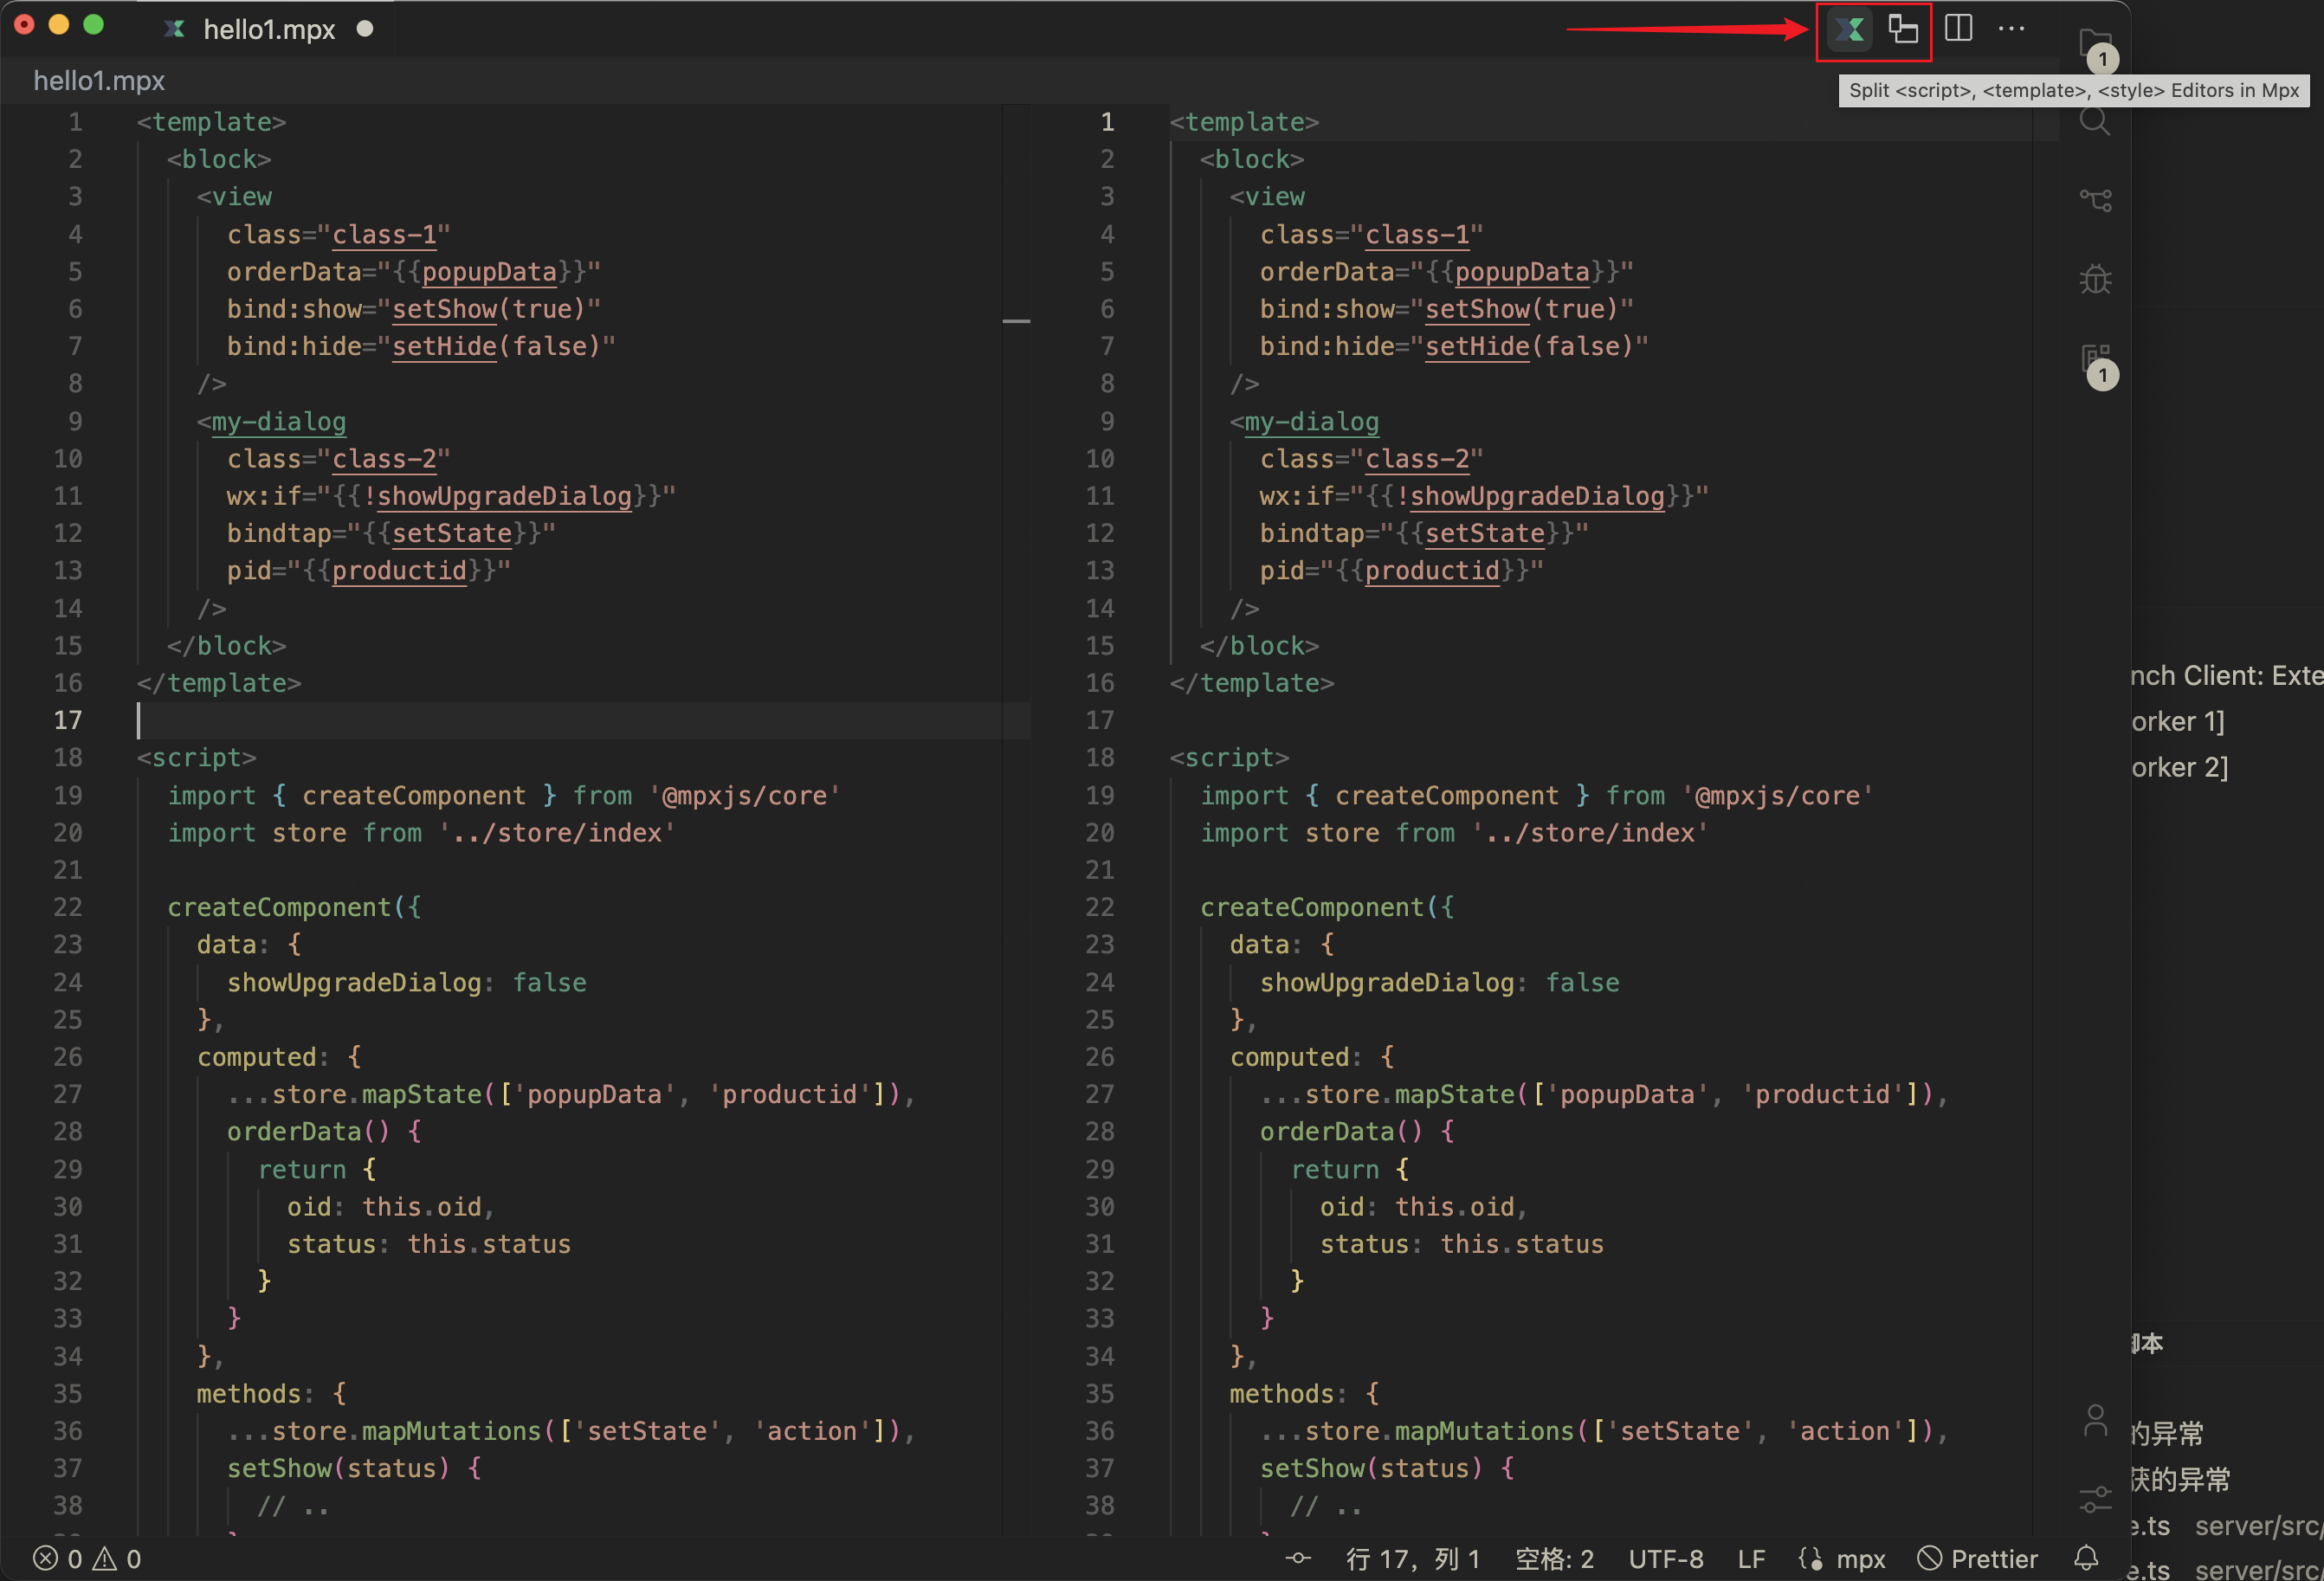 hello1.mpx
hello1.mpx
Split <script>, <template>, <style> Editors in Mpx
1
1
1 <template>
2   <block>
3     <view
4       class="class-1"
5       orderData="{{popupData}}"
6       bind:show="setShow(true)"
7       bind:hide="setHide(false)"
8     />
9     <my-dialog
10       class="class-2"
11       wx:if="{{!showUpgradeDialog}}"
12       bindtap="{{setState}}"
13       pid="{{productid}}"
14     />
15   </block>
16 </template>
17
18 <script>
19   import { createComponent } from '@mpxjs/core'
20   import store from '../store/index'
21
22   createComponent({
23     data: {
24       showUpgradeDialog: false
25     },
26     computed: {
27       ...store.mapState(['popupData', 'productid']),
28       orderData() {
29         return {
30           oid: this.oid,
31           status: this.status
32         }
33       }
34     },
35     methods: {
36       ...store.mapMutations(['setState', 'action']),
37       setShow(status) {
38         // ..
1 <template>
2   <block>
3     <view
4       class="class-1"
5       orderData="{{popupData}}"
6       bind:show="setShow(true)"
7       bind:hide="setHide(false)"
8     />
9     <my-dialog
10       class="class-2"
11       wx:if="{{!showUpgradeDialog}}"
12       bindtap="{{setState}}"
13       pid="{{productid}}"
14     />
15   </block>
16 </template>
17
18 <script>
19   import { createComponent } from '@mpxjs/core'
20   import store from '../store/index'
21
22   createComponent({
23     data: {
24       showUpgradeDialog: false
25     },
26     computed: {
27       ...store.mapState(['popupData', 'productid']),
28       orderData() {
29         return {
30           oid: this.oid,
31           status: this.status
32         }
33       }
34     },
35     methods: {
36       ...store.mapMutations(['setState', 'action']),
37       setShow(status) {
38         // ..
nch Client: Exte
orker 1]
orker 2]
本
的异常
的异常
e.ts server/src/
e.ts server/src/
0 0 行 17，列 1 空格: 2 UTF-8 LF mpx Prettier